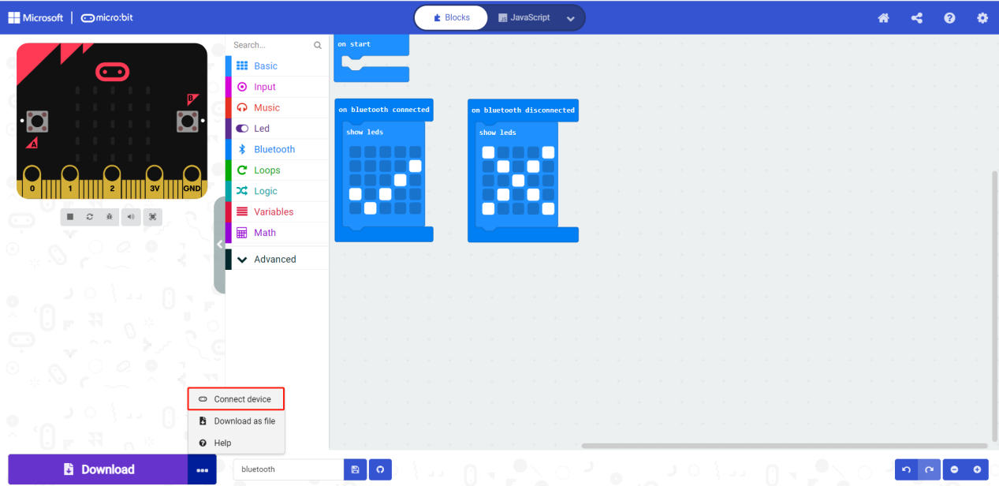 Microsoft micro:bit
Blocks
JavaScript
B
A
0 1 2 3V GND
Search...
Basic
Input
Music
Led
Bluetooth
Loops
Logic
Variables
Math
Advanced
on start
on bluetooth connected
show leds
on bluetooth disconnected
show leds
Connect device
Download as file
Help
Download
bluetooth